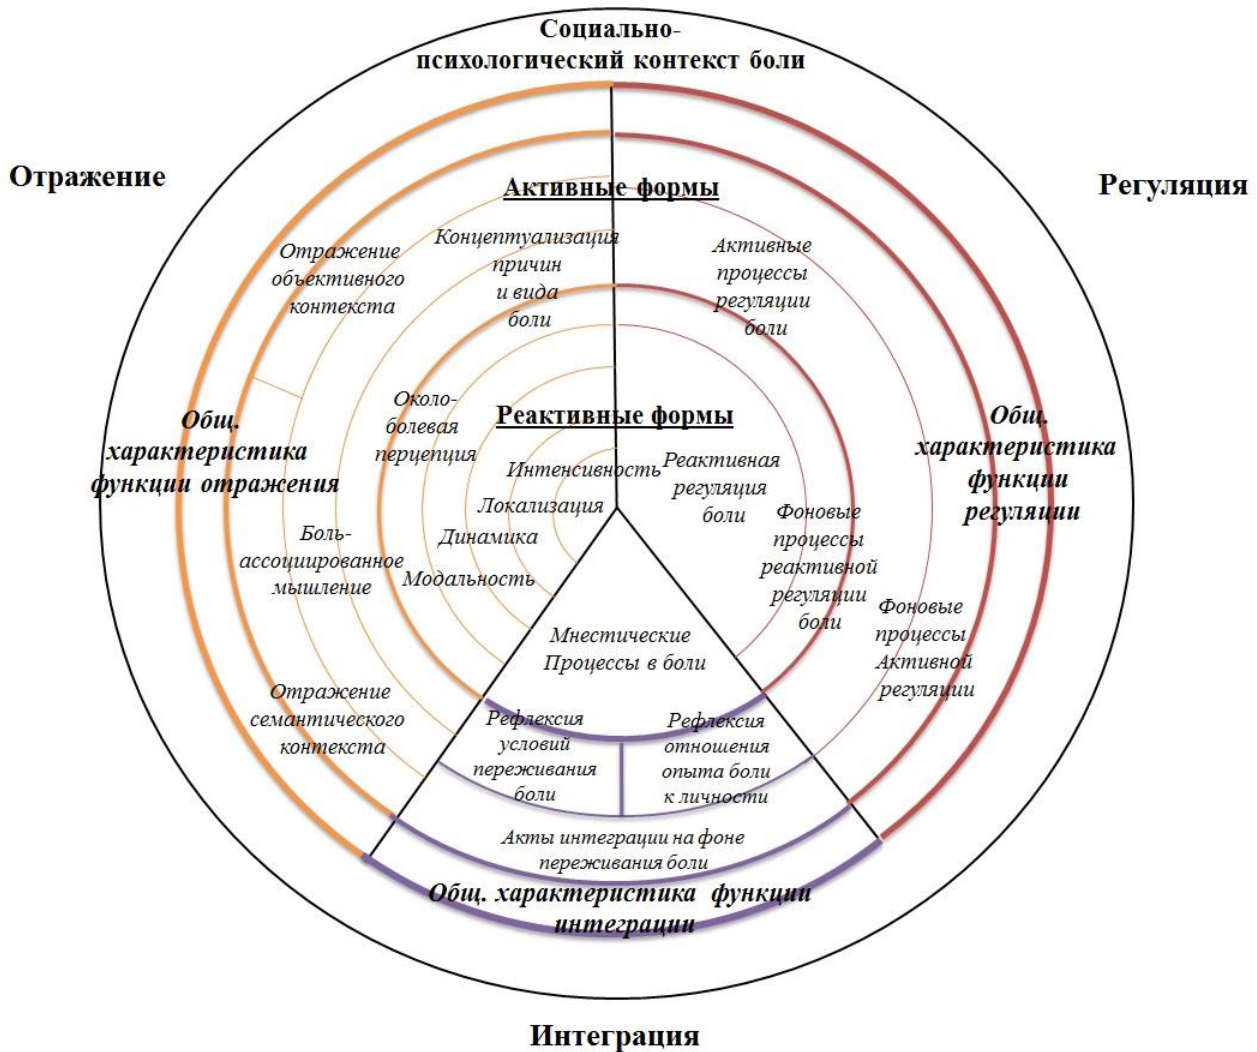 Социально-
психологический контекст боли
Отражение
Регуляция
Активные формы
Концептуализация
причин
и вида
боли
Отражение
объективного
контекста
Активные
процессы
регуляции
боли
Около-
болевая
перцепция
Реактивные формы
Общ.
характеристика
функции отражения
Общ.
характеристика
функции
регуляции
Интенсивность
Локализация
Динамика
Модальность
Реактивная
регуляция
боли
Фоновые
процессы
реактивной
регуляции
боли
Боль-
ассоциированное
мышление
Фоновые
процессы
Активной
регуляции
Мнестические
Процессы в боли
Отражение
семантического
контекста
Рефлексия
условий
переживания
боли
Рефлексия
отношения
опыта боли
к личности
Акты интеграции на фоне
переживания боли
Общ. характеристика функции
интеграции
Интеграция